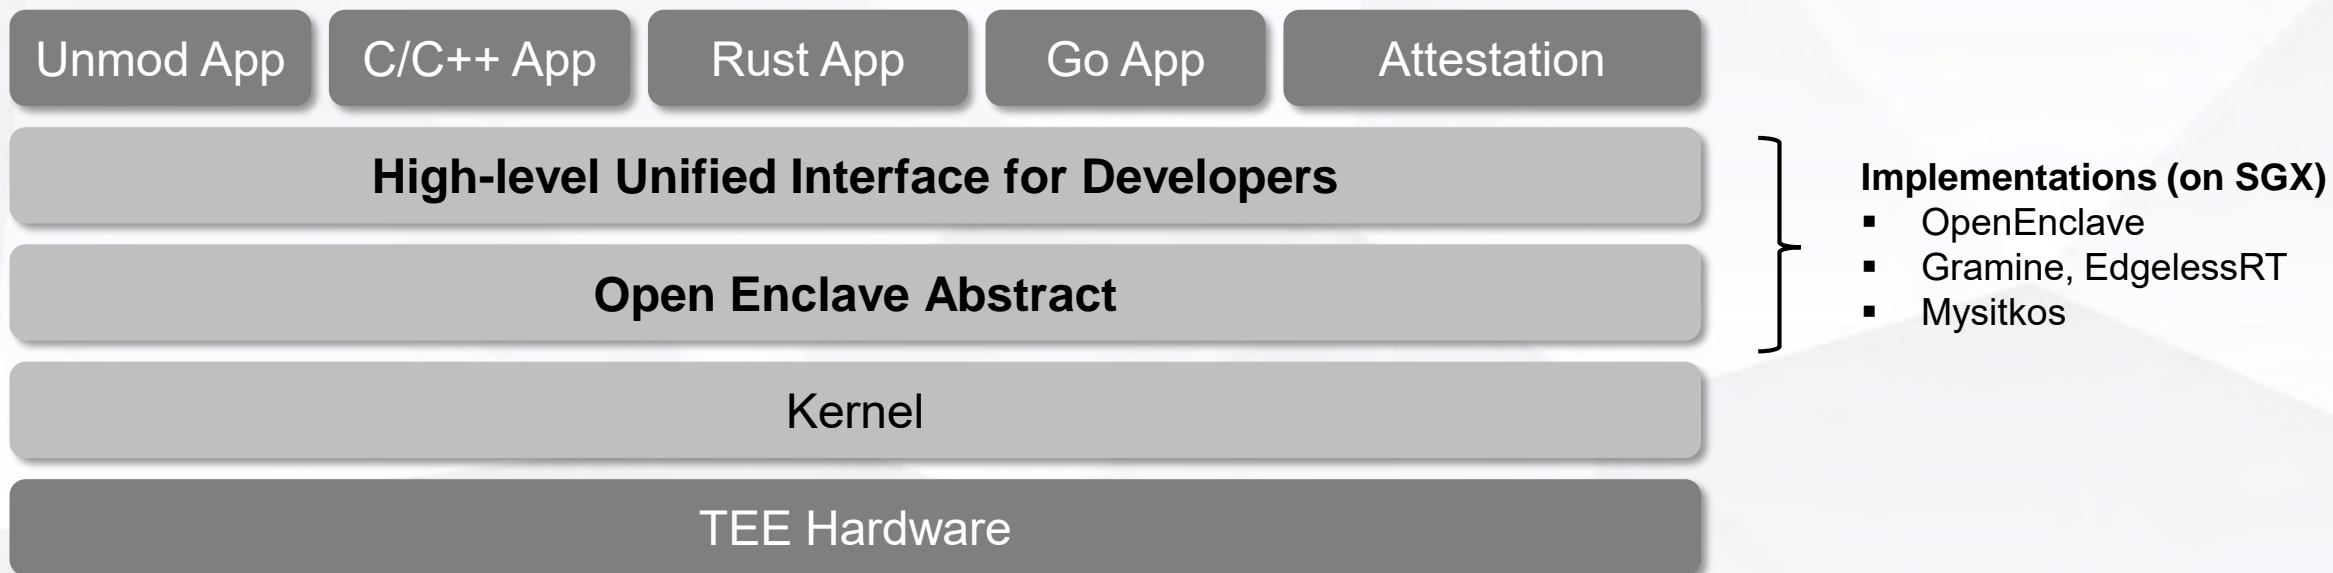 Unmod App C/C++ App Rust App Go App Attestation
High-level Unified Interface for Developers
Open Enclave Abstract
Kernel
TEE Hardware
Implementations (on SGX)
▪ OpenEnclave
▪ Gramine, EdgelessRT
▪ Mysitkos